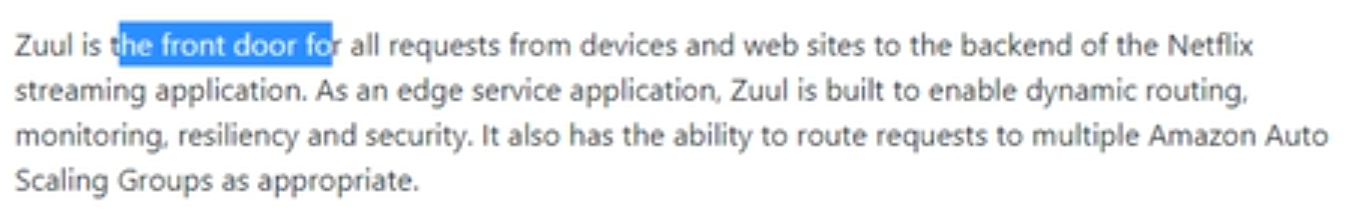 Zuul is the front door for all requests from devices and web sites to the backend of the Netflix
streaming application. As an edge service application, Zuul is built to enable dynamic routing,
monitoring, resiliency and security. It also has the ability to route requests to multiple Amazon Auto
Scaling Groups as appropriate.